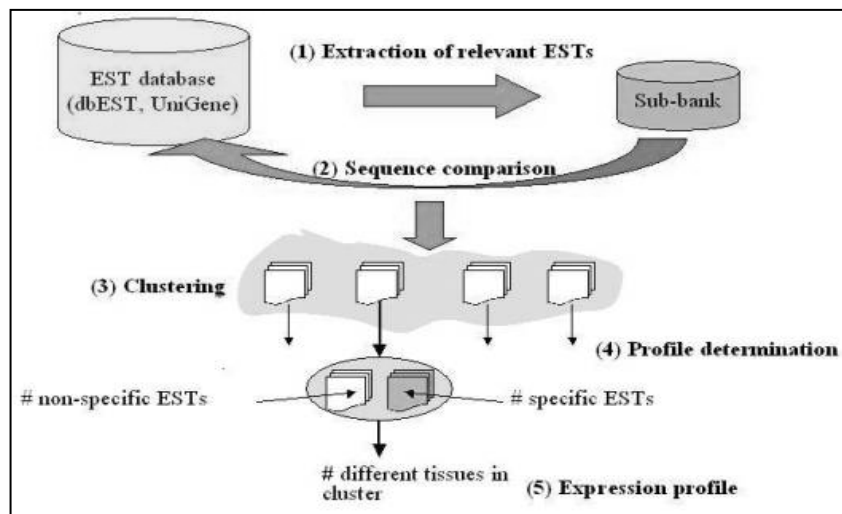 (1) Extraction of relevant ESTs
EST database
(dbEST, UniGene)
Sub-bank
(2) Sequence comparison
(3) Clustering
(4) Profile determination
# non-specific ESTs
# specific ESTs
# different tissues in
cluster
(5) Expression profile